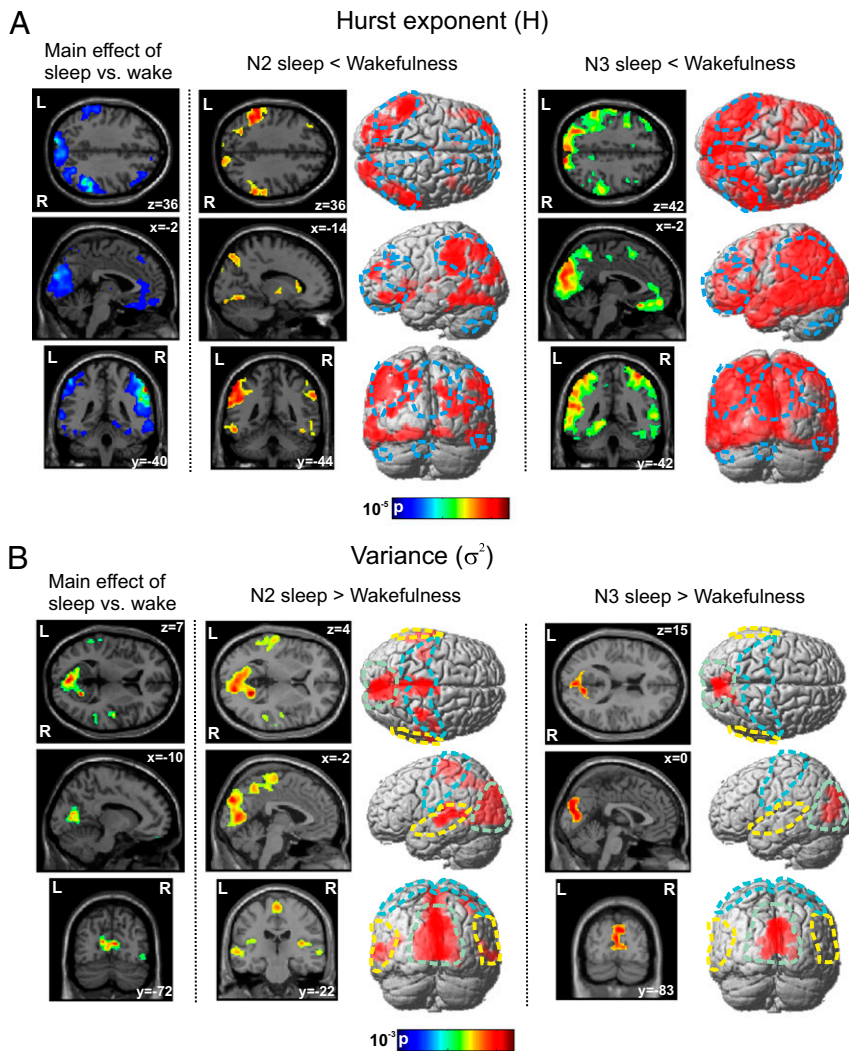 A
Hurst exponent (H)
Main effect of
sleep vs. wake
N2 sleep < Wakefulness
N3 sleep < Wakefulness
L
R
z=36
z=36
L
R
z=42
x=-2
x=-14
x=-2
L
R
y=-40
L
R
y=-44
L
R
y=-42
10⁻⁵ p
B
Variance (σ²)
Main effect of
sleep vs. wake
N2 sleep > Wakefulness
N3 sleep > Wakefulness
L
R
z=7
z=4
L
R
z=15
x=-10
x=-2
x=0
L
R
y=-72
L
R
y=-22
L
R
y=-83
10⁻³ p